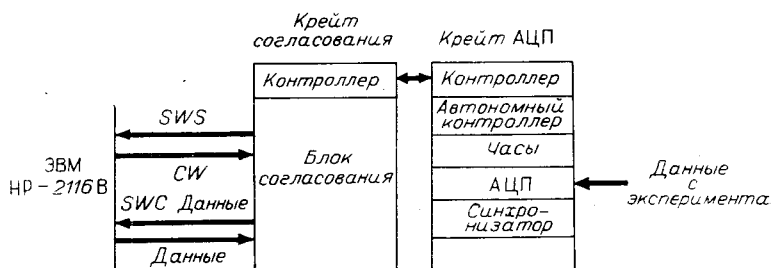 Крейт
согласования
Крейт АЦП
Контроллер
Контроллер
Автономный
контроллер
SWS
Часы
ЭВМ
HP-2116B
CW
Блок
согласования
АЦП
Данные
с
эксперимента
SWC Данные
Синхро-
низатор
Данные